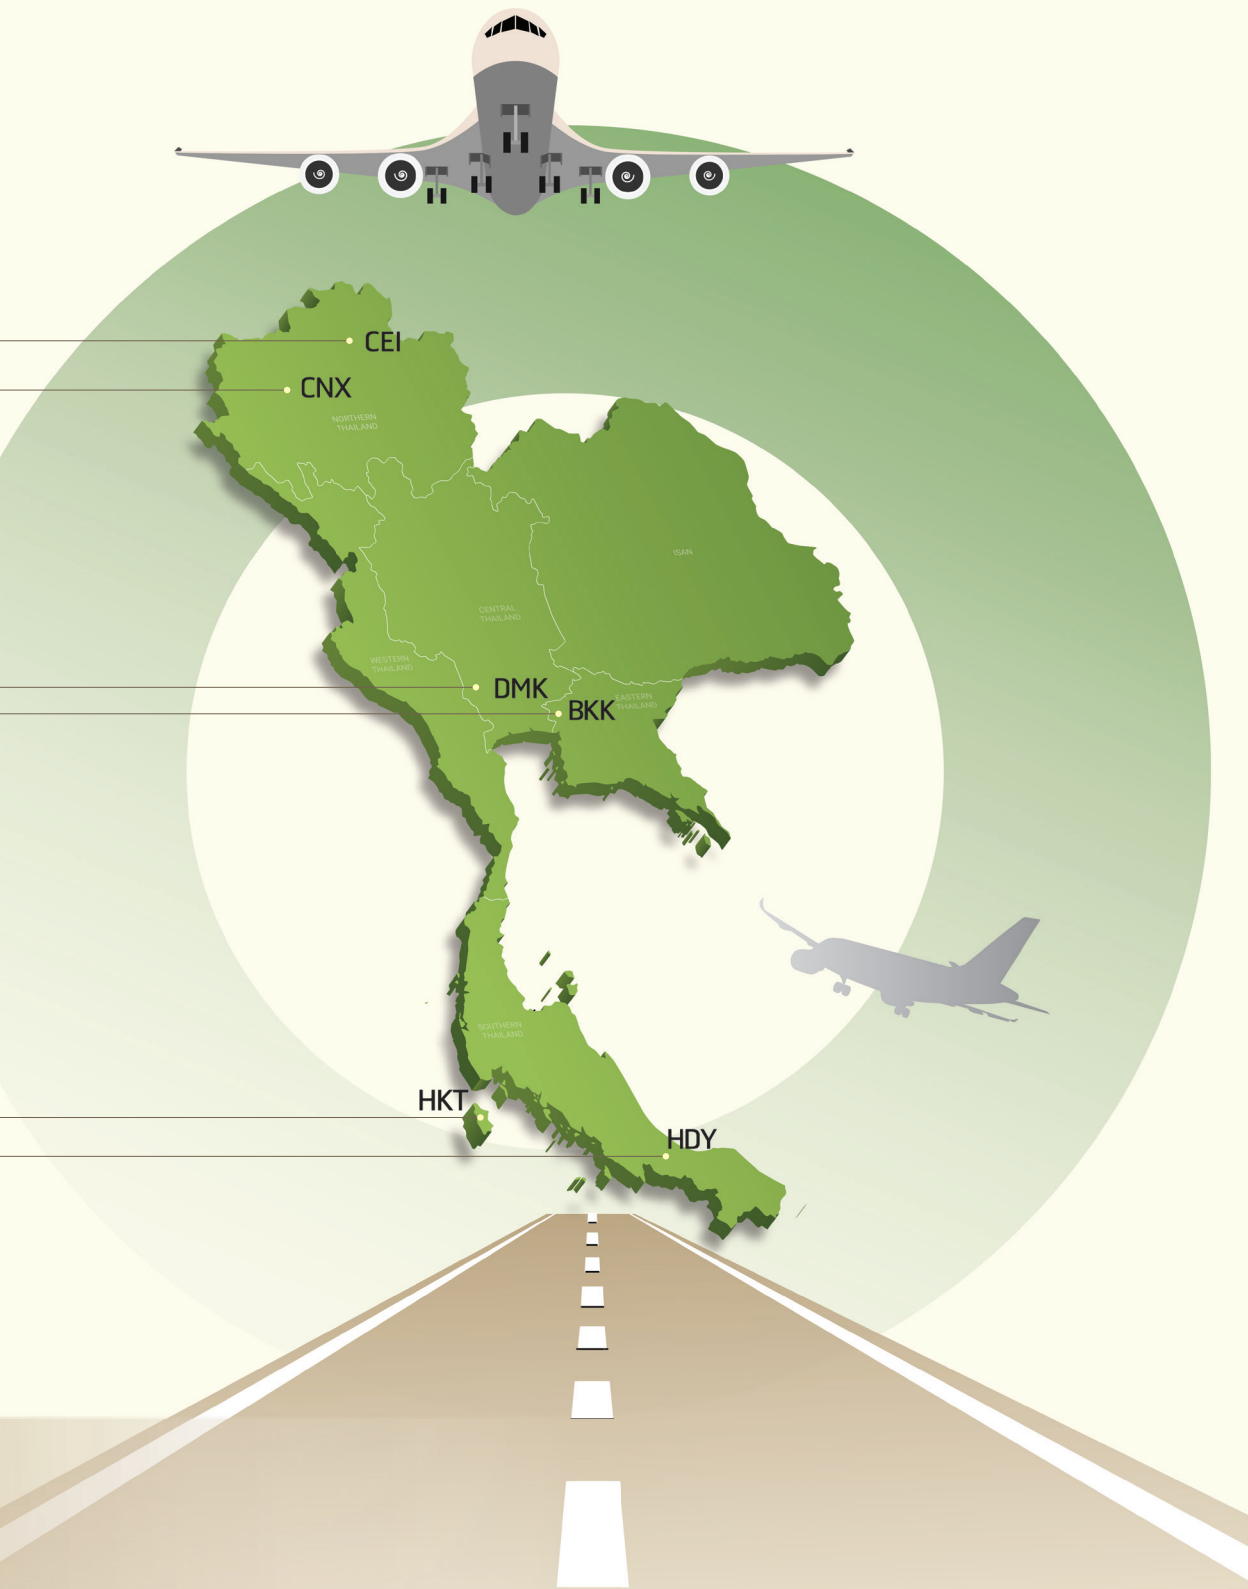 CEI
CNX
NORTHERN
THAILAND
ISAN
CENTRAL
THAILAND
WESTERN
THAILAND
DMK
EASTERN
THAILAND
BKK
SOUTHERN
THAILAND
HKT
HDY